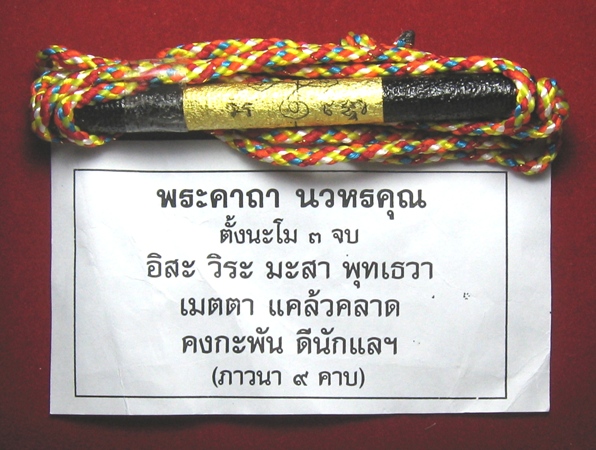 พระคาถา นวหรคุณ
ตั้งนะโม ๓ จบ
อิสะ วิระ มะสา พุทเธวา
เมตตา แคล้วคลาด
คงกะพัน ดีนักแลฯ
(ภาวนา ๙ คาบ)